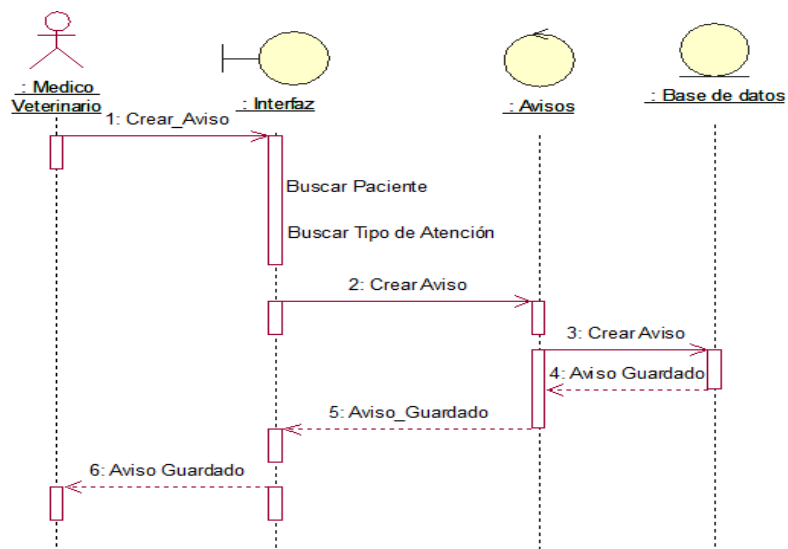 : Medico
Veterinario
: Interfaz
: Avisos
: Base de datos
1: Crear_Aviso
Buscar Paciente
Buscar Tipo de Atención
2: Crear Aviso
3: Crear Aviso
4: Aviso Guardado
5: Aviso_Guardado
6: Aviso Guardado